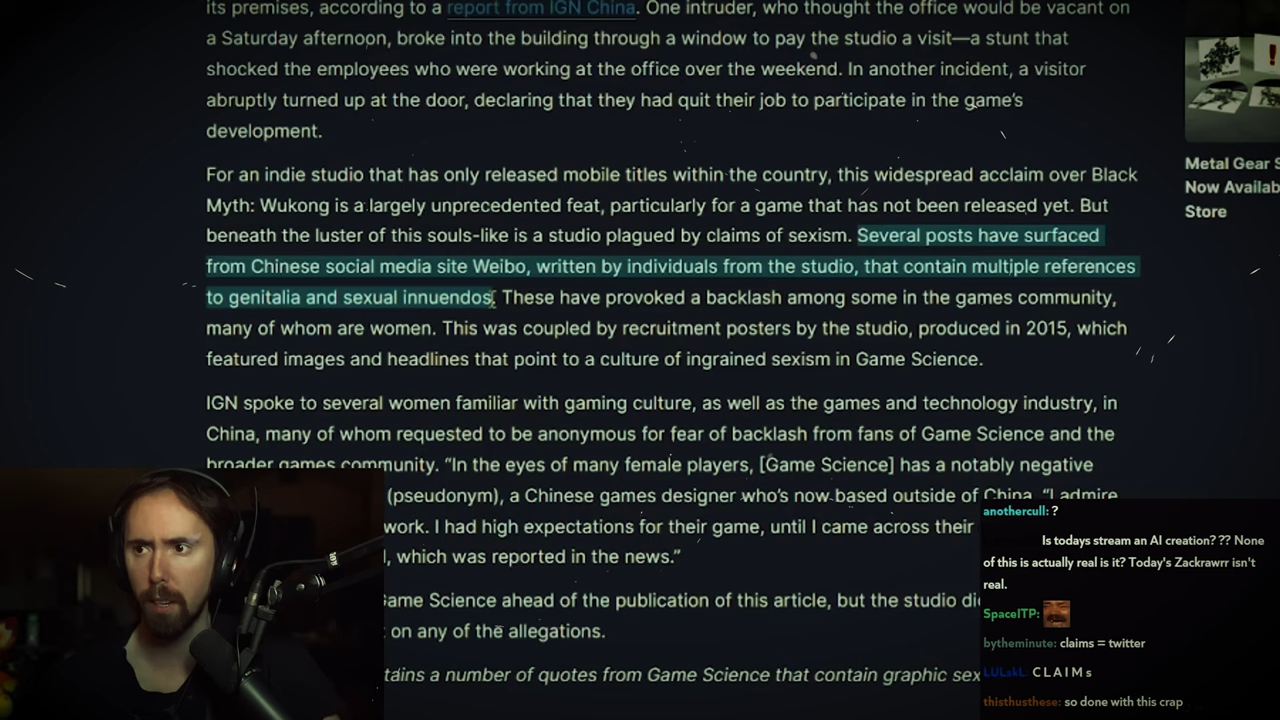 its premises, according to a report from IGN China. One intruder, who thought the office would be vacant on
a Saturday afternoon, broke into the building through a window to pay the studio a visit—a stunt that
shocked the employees who were working at the office over the weekend. In another incident, a visitor
abruptly turned up at the door, declaring that they had quit their job to participate in the game's
development.
For an indie studio that has only released mobile titles within the country, this widespread acclaim over Black
Myth: Wukong is a largely unprecedented feat, particularly for a game that has not been released yet. But
beneath the luster of this souls-like is a studio plagued by claims of sexism. Several posts have surfaced
from Chinese social media site Weibo, written by individuals from the studio, that contain multiple references
to genitalia and sexual innuendos. These have provoked a backlash among some in the games community,
many of whom are women. This was coupled by recruitment posters by the studio, produced in 2015, which
featured images and headlines that point to a culture of ingrained sexism in Game Science.
IGN spoke to several women familiar with gaming culture, as well as the games and technology industry, in
China, many of whom requested to be anonymous for fear of backlash from fans of Game Science and the
broader games community. “In the eyes of many female players, [Game Science] has a notably negative
(pseudonym), a Chinese games designer who's now based outside of China. “I admire
work. I had high expectations for their game, until I came across their
, which was reported in the news.”
Game Science ahead of the publication of this article, but the studio di
on any of the allegations.
tains a number of quotes from Game Science that contain graphic sex
Metal Gear S
Now Availab
Store
anothercull: ?
Is todays stream an AI creation? ?? None
of this is actually real is it? Today's Zackrawrr isn't
real.
SpaceITP:
bytheminute: claims = twitter
LULskL: C L A I M s
thisthusthese: so done with this crap